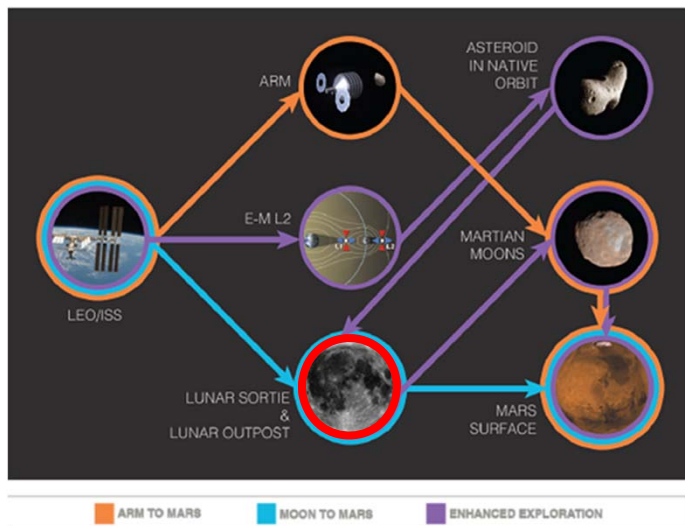 ARM
ASTEROID
IN NATIVE
ORBIT
E-M L2
L2
MARTIAN
MOONS
LEO/ISS
LUNAR SORTIE
&
LUNAR OUTPOST
MARS
SURFACE
ARM TO MARS
MOON TO MARS
ENHANCED EXPLORATION